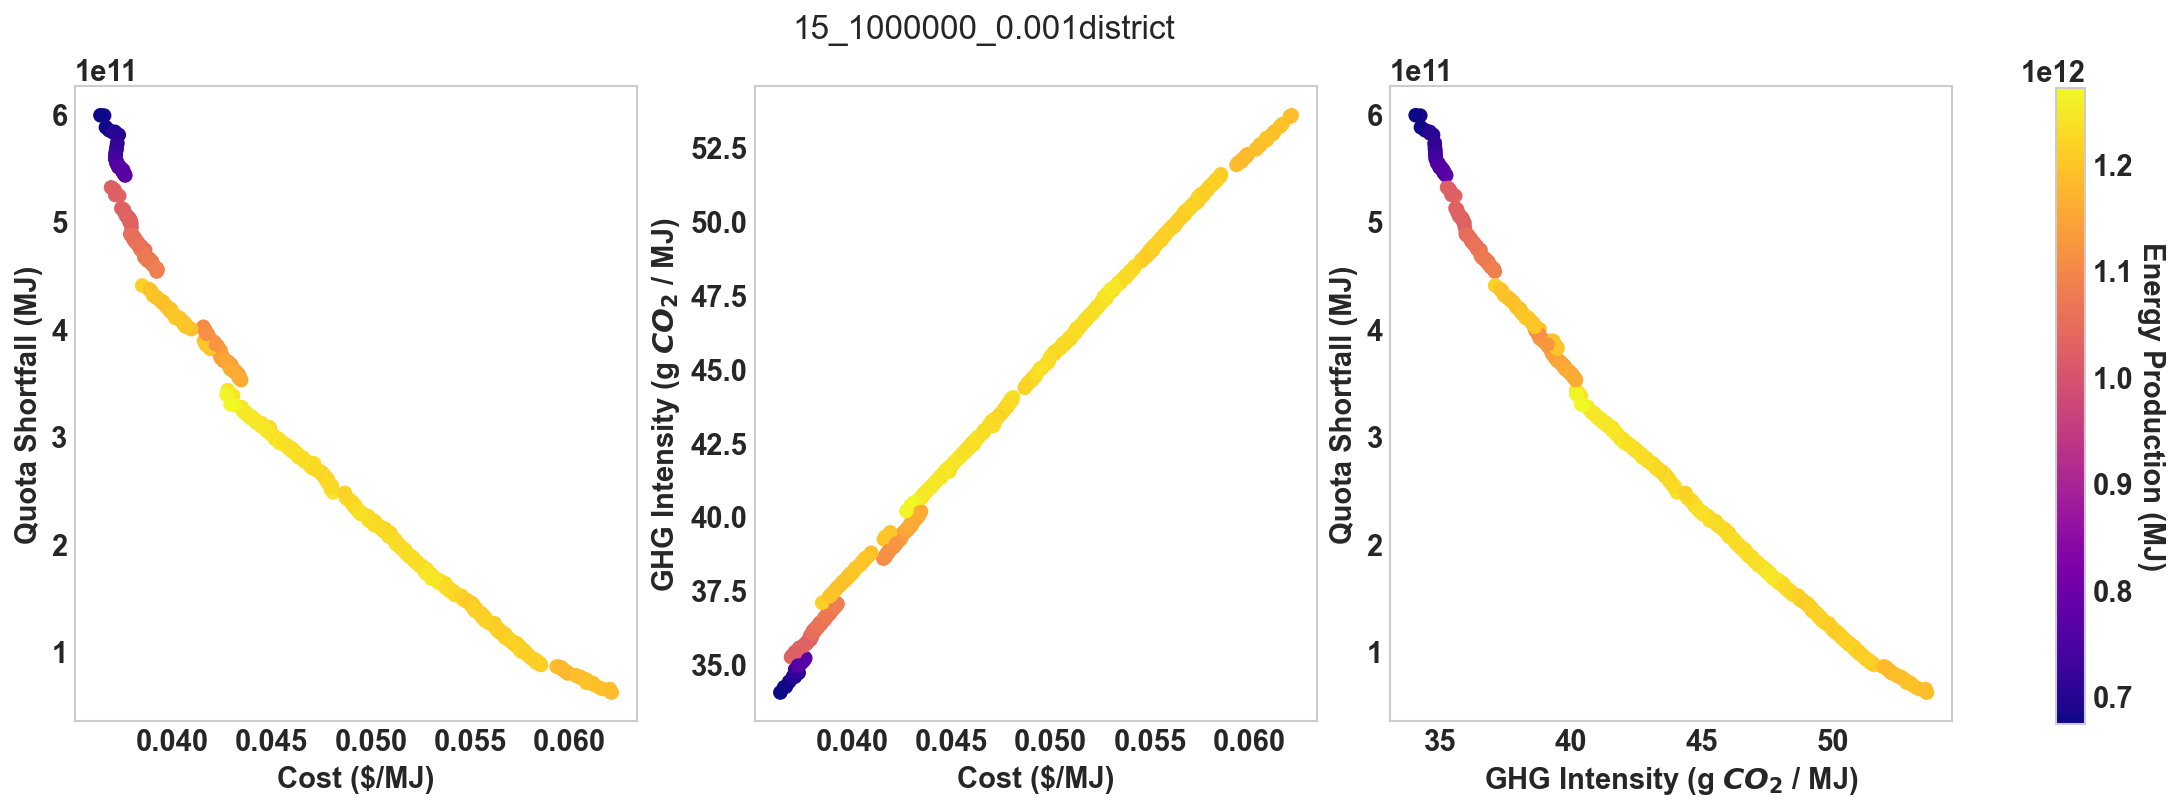 15_1000000_0.001district
1e11
6
5
4
3
2
1
Quota Shortfall (MJ)
0.040 0.045 0.050 0.055 0.060
Cost ($/MJ)
52.5
50.0
47.5
45.0
42.5
40.0
37.5
35.0
GHG Intensity (g CO₂ / MJ)
0.040 0.045 0.050 0.055 0.060
Cost ($/MJ)
1e11
6
5
4
3
2
1
Quota Shortfall (MJ)
35 40 45 50
GHG Intensity (g CO₂ / MJ)
1e12
1.2
1.1
1.0
0.9
0.8
0.7
Energy Production (MJ)